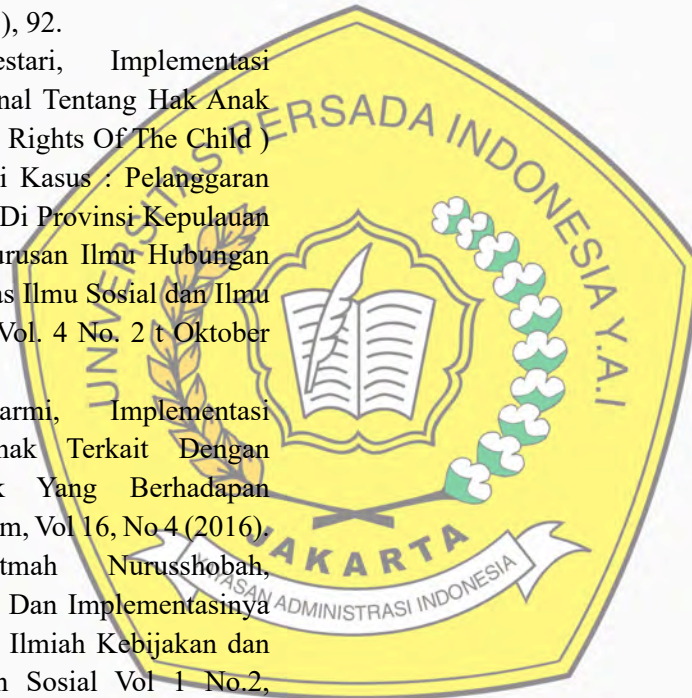 ), 92.
estari, Implementasi
nal Tentang Hak Anak
Rights Of The Child )
i Kasus : Pelanggaran
Di Provinsi Kepulauan
urusan Ilmu Hubungan
as Ilmu Sosial dan Ilmu
Vol. 4 No. 2 t Oktober
armi, Implementasi
nak Terkait Dengan
k Yang Berhadapan
m, Vol 16, No 4 (2016).
tmah Nurusshobah,
Dan Implementasinya
Ilmiah Kebijakan dan
n Sosial Vol 1 No.2,
UNIVERSITAS PERSADA INDONESIA Y.A.I
JAKARTA
YAYASAN ADMINISTRASI INDONESIA